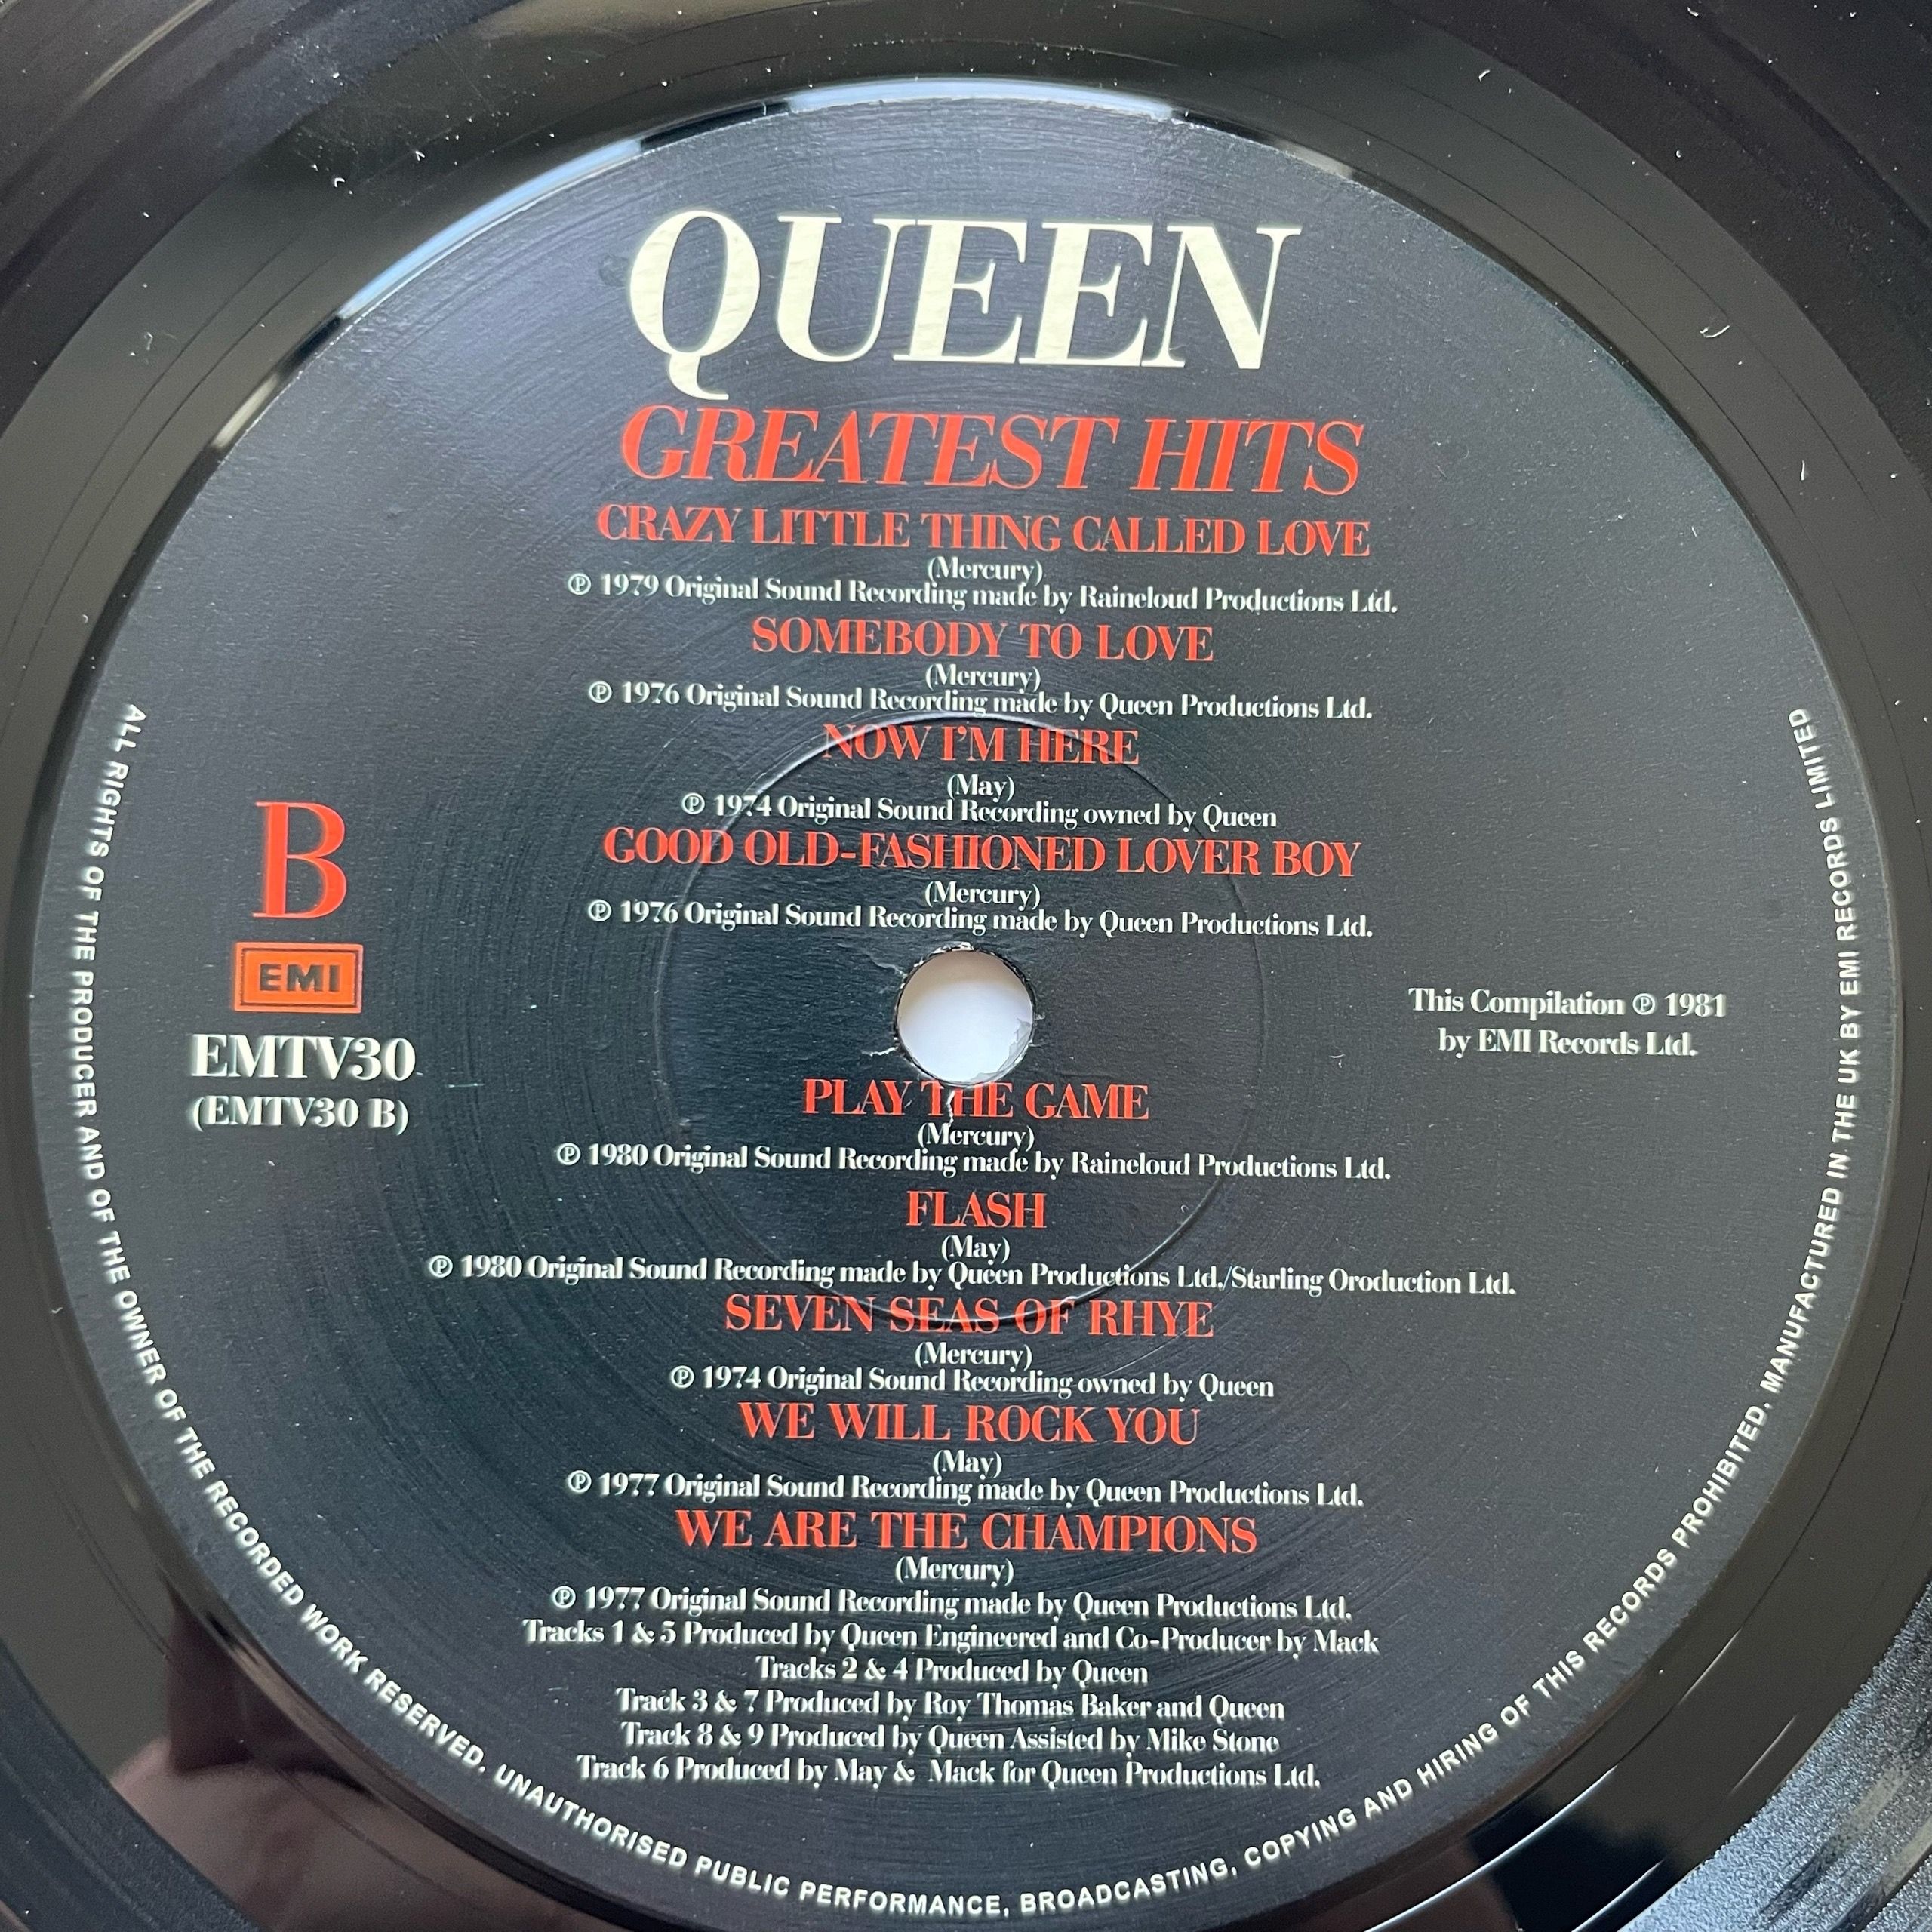 QUEEN
GREATEST HITS
CRAZY LITTLE THING CALLED LOVE
(Mercury)
℗ 1979 Original Sound Recording made by Raincloud Productions Ltd.
SOMEBODY TO LOVE
(Mercury)
℗ 1976 Original Sound Recording made by Queen Productions Ltd.
NOW I'M HERE
(May)
℗ 1974 Original Sound Recording owned by Queen
GOOD OLD-FASHIONED LOVER BOY
(Mercury)
℗ 1976 Original Sound Recording made by Queen Productions Ltd.
B
EMI
EMTV30
(EMTV30 B)
This Compilation ℗ 1981
by EMI Records Ltd.
PLAY THE GAME
(Mercury)
℗ 1980 Original Sound Recording made by Raincloud Productions Ltd.
FLASH
(May)
℗ 1980 Original Sound Recording made by Queen Productions Ltd./Starling Oroduction Ltd.
SEVEN SEAS OF RHYE
(Mercury)
℗ 1974 Original Sound Recording owned by Queen
WE WILL ROCK YOU
(May)
℗ 1977 Original Sound Recording made by Queen Productions Ltd.
WE ARE THE CHAMPIONS
(Mercury)
℗ 1977 Original Sound Recording made by Queen Productions Ltd.
Tracks 1 & 5 Produced by Queen Engineered and Co-Producer by Mack
Tracks 2 & 4 Produced by Queen
Track 3 & 7 Produced by Roy Thomas Baker and Queen
Track 8 & 9 Produced by Queen Assisted by Mike Stone
Track 6 Produced by May & Mack for Queen Productions Ltd.
ALL RIGHTS OF THE PRODUCER AND OF THE OWNER OF THE RECORDED WORK RESERVED. UNAUTHORISED PUBLIC PERFORMANCE, BROADCASTING, COPYING AND HIRING OF THIS RECORDS PROHIBITED. MANUFACTURED IN THE UK BY EMI RECORDS LIMITED